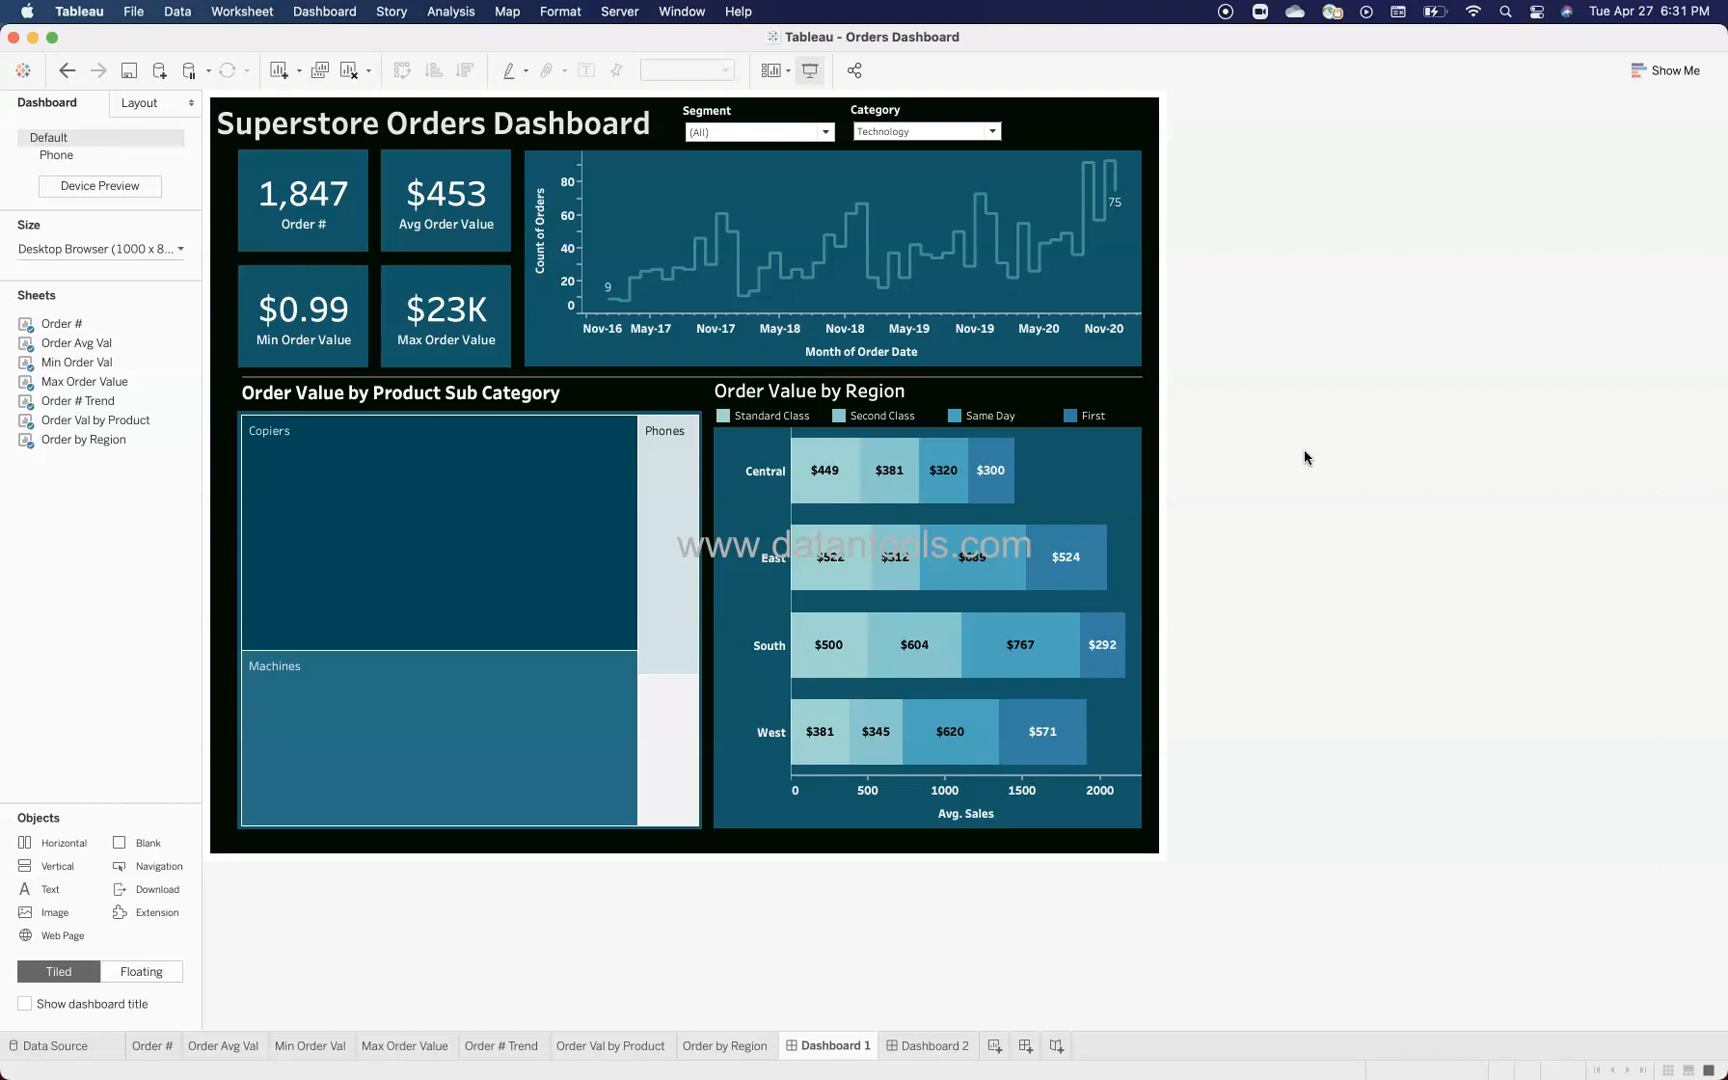 Tableau File Data Worksheet Dashboard Story Analysis Map Format Server Window Help Tue Apr 27 6:31 PM
Tableau - Orders Dashboard
Show Me
Dashboard Layout
Default
Phone
Device Preview
Size
Desktop Browser (1000 x 8...
Sheets
Order #
Order Avg Val
Min Order Val
Max Order Value
Order # Trend
Order Val by Product
Order by Region
Objects
Horizontal Blank
Vertical Navigation
Text Download
Image Extension
Web Page
Tiled Floating
Show dashboard title
Superstore Orders Dashboard
Segment
(All)
Category
Technology
1,847
Order #
$453
Avg Order Value
$0.99
Min Order Value
$23K
Max Order Value
Count of Orders
80
60
40
20
0
9
75
Nov-16 May-17 Nov-17 May-18 Nov-18 May-19 Nov-19 May-20 Nov-20
Month of Order Date
Order Value by Product Sub Category
Copiers
Phones
Machines
Order Value by Region
Standard Class Second Class Same Day First
Central $449 $381 $320 $300
East $522 $512 $524
www.datantools.com
South $500 $604 $767 $292
West $381 $345 $620 $571
0 500 1000 1500 2000
Avg. Sales
Data Source Order # Order Avg Val Min Order Val Max Order Value Order # Trend Order Val by Product Order by Region Dashboard 1 Dashboard 2